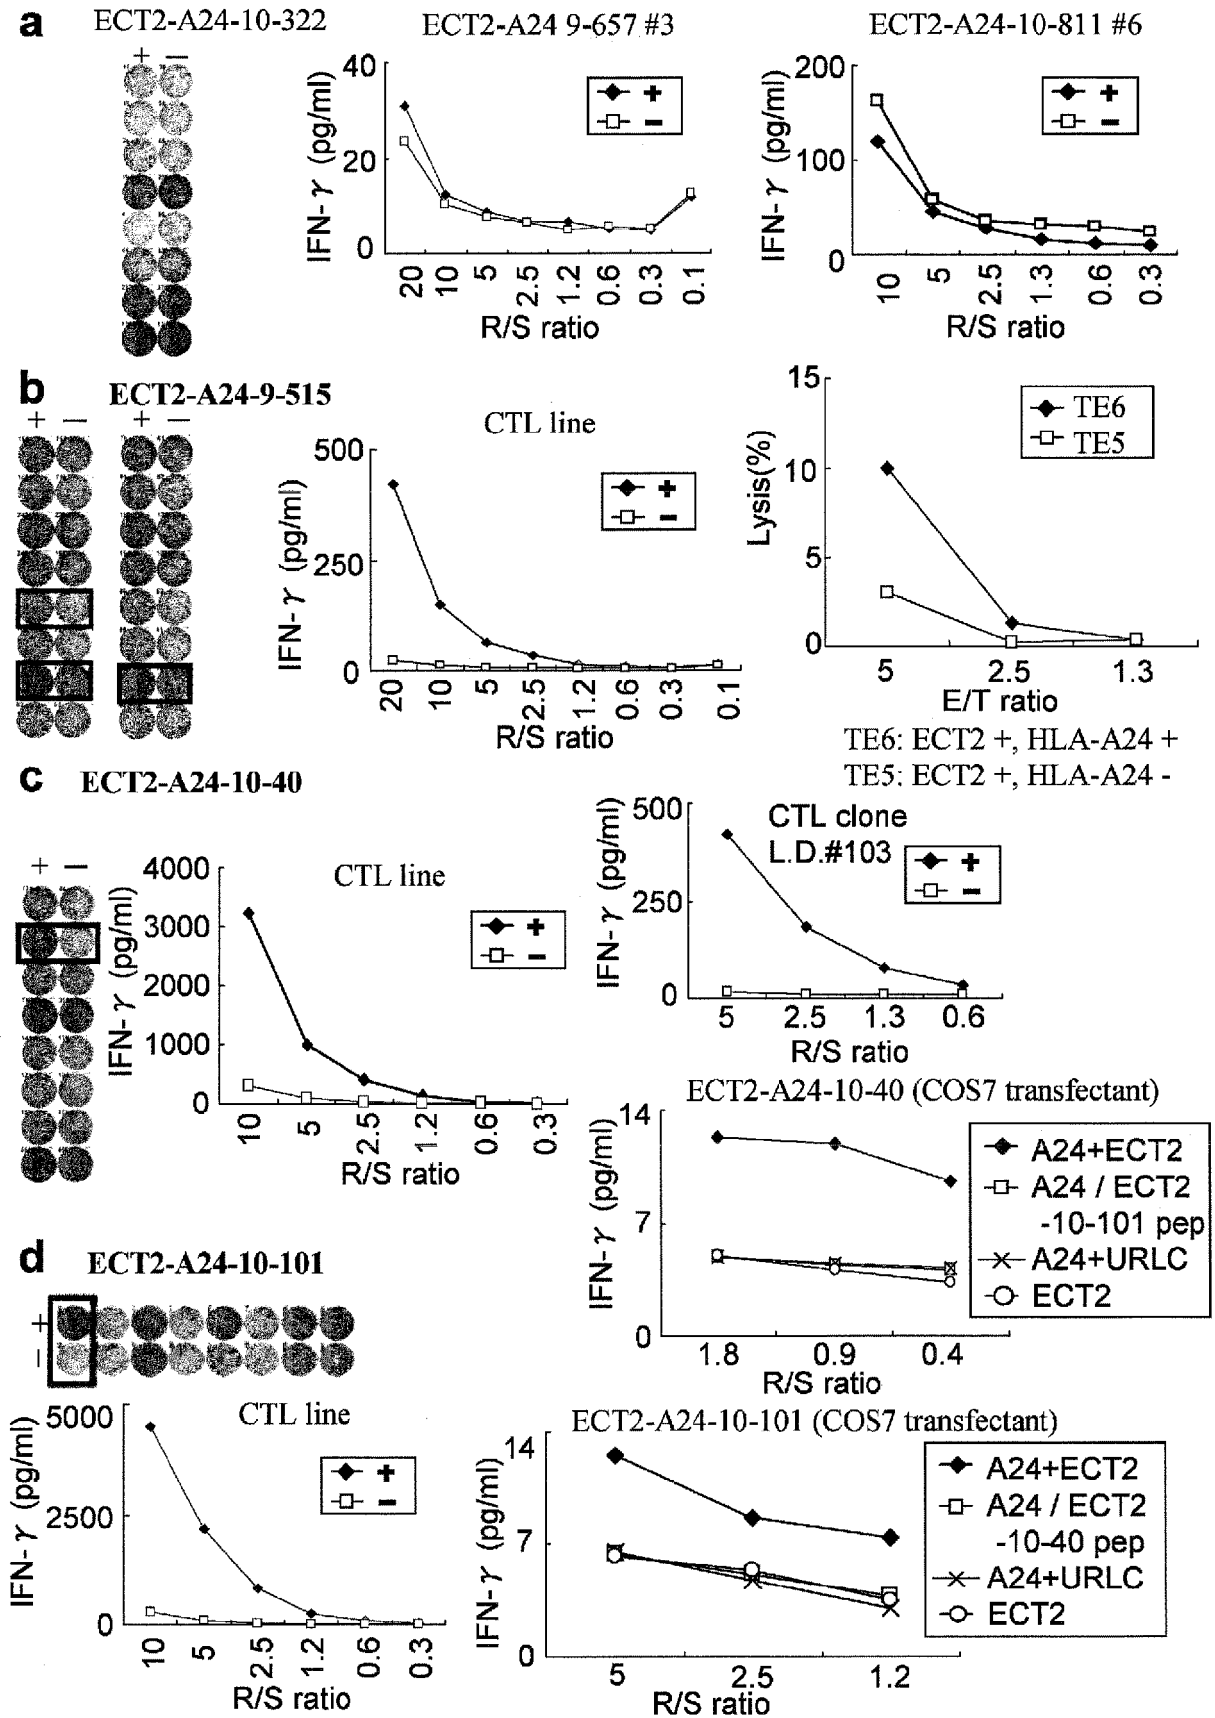 a
ECT2-A24-10-322
+ −
ECT2-A24 9-657 #3
IFN-γ (pg/ml)
40
20
0
+
−
20 10 5 2.5 1.2 0.6 0.3 0.1
R/S ratio
ECT2-A24-10-811 #6
IFN-γ (pg/ml)
200
100
0
+
−
10 5 2.5 1.3 0.6 0.3
R/S ratio
b
ECT2-A24-9-515
+ − + −
CTL line
IFN-γ (pg/ml)
500
250
0
+
−
20 10 5 2.5 1.2 0.6 0.3 0.1
R/S ratio
Lysis(%)
15
10
5
0
TE6
TE5
5 2.5 1.3
E/T ratio
TE6: ECT2 +, HLA-A24 +
TE5: ECT2 +, HLA-A24 -
c
ECT2-A24-10-40
+ −
CTL line
IFN-γ (pg/ml)
4000
3000
2000
1000
0
+
−
10 5 2.5 1.2 0.6 0.3
R/S ratio
CTL clone
L.D.#103
IFN-γ (pg/ml)
500
250
0
+
−
5 2.5 1.3 0.6
R/S ratio
ECT2-A24-10-40 (COS7 transfectant)
IFN-γ (pg/ml)
14
7
0
A24+ECT2
A24 / ECT2
-10-101 pep
A24+URLC
ECT2
1.8 0.9 0.4
R/S ratio
d
ECT2-A24-10-101
+
−
CTL line
IFN-γ (pg/ml)
5000
2500
0
+
−
10 5 2.5 1.2 0.6 0.3
R/S ratio
ECT2-A24-10-101 (COS7 transfectant)
IFN-γ (pg/ml)
14
7
0
A24+ECT2
A24 / ECT2
-10-40 pep
A24+URLC
ECT2
5 2.5 1.2
R/S ratio